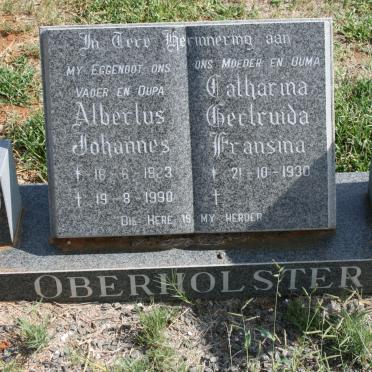 In Tere Herinnering aan
My Eggenoot ons
Vader en Oupa
Albertus
Johannes
* 16-6-1923
† 19-8-1990
ons Moeder en Ouma
Catharina
Gertruida
Fransina
* 21-10-1930
†
Die Here is my Herder
OBERHOLSTER